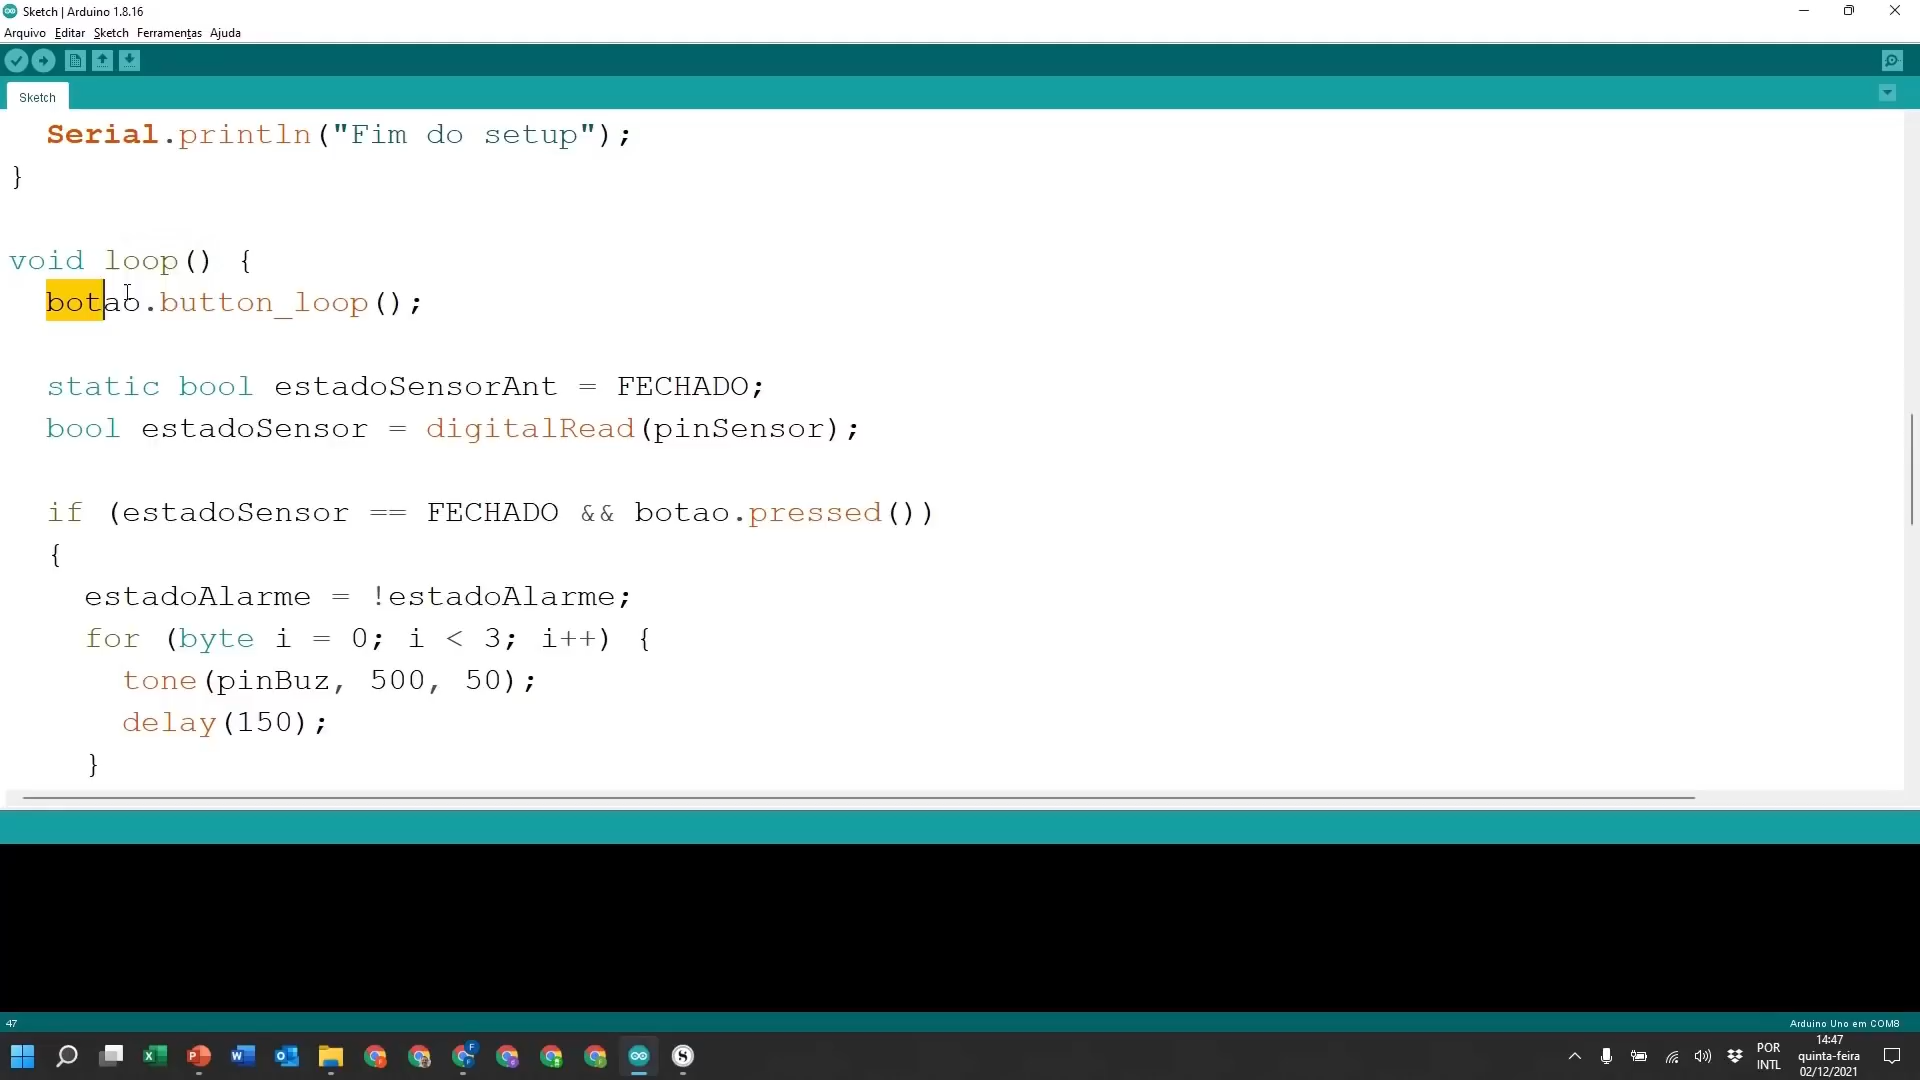 Sketch | Arduino 1.8.16
Arquivo Editar Sketch Ferramentas Ajuda
Sketch
Serial.println("Fim do setup");
}
void loop() {
botao.button_loop();
static bool estadoSensorAnt = FECHADO;
bool estadoSensor = digitalRead(pinSensor);
if (estadoSensor == FECHADO && botao.pressed())
{
estadoAlarme = !estadoAlarme;
for (byte i = 0; i < 3; i++) {
tone(pinBuz, 500, 50);
delay(150);
}
47
Arduino Uno em COM8
POR
INTL
14:47
quinta-feira
02/12/2021